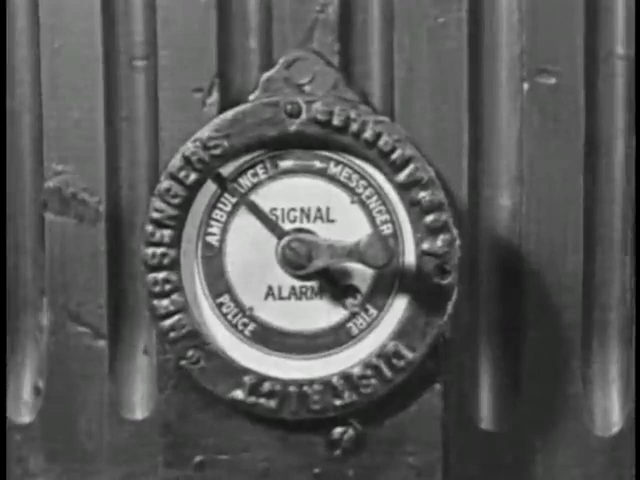 MESSENGERS
DISTRICT
AMBULANCE
MESSENGER
SIGNAL
ALARM
POLICE
FIRE